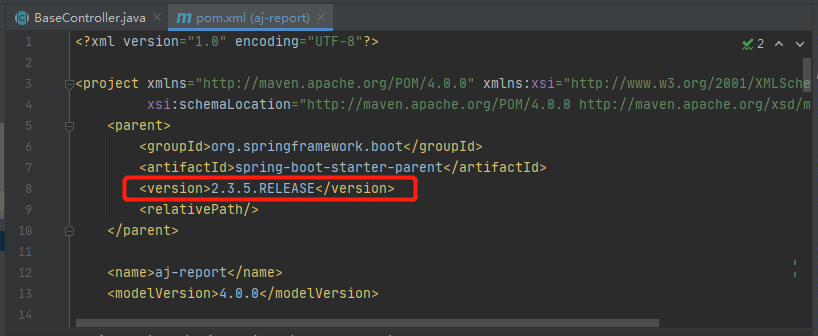 BaseController.java
pom.xml (aj-report)
1 <?xml version="1.0" encoding="UTF-8"?>
2
2
3 <project xmlns="http://maven.apache.org/POM/4.0.0" xmlns:xsi="http://www.w3.org/2001/XMLSche
4 xsi:schemaLocation="http://maven.apache.org/POM/4.0.0 http://maven.apache.org/xsd/m
5 <parent>
6 <groupId>org.springframework.boot</groupId>
7 <artifactId>spring-boot-starter-parent</artifactId>
8 <version>2.3.5.RELEASE</version>
9 <relativePath/>
10 </parent>
11
12 <name>aj-report</name>
13 <modelVersion>4.0.0</modelVersion>